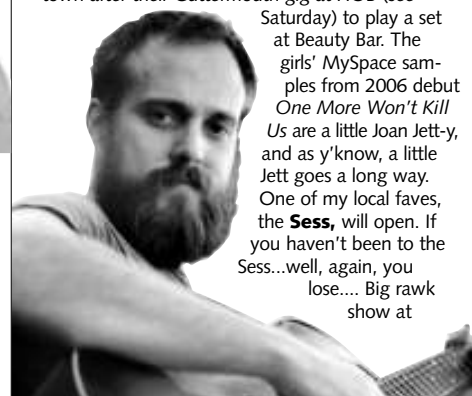 Saturday) to play a set
at Beauty Bar. The
girls' MySpace sam-
ples from 2006 debut
One More Won't Kill
Us are a little Joan Jett-y,
and as y'know, a little
Jett goes a long way.
One of my local faves,
the Sess, will open. If
you haven't been to the
Sess...well, again, you
lose.... Big rawk
show at